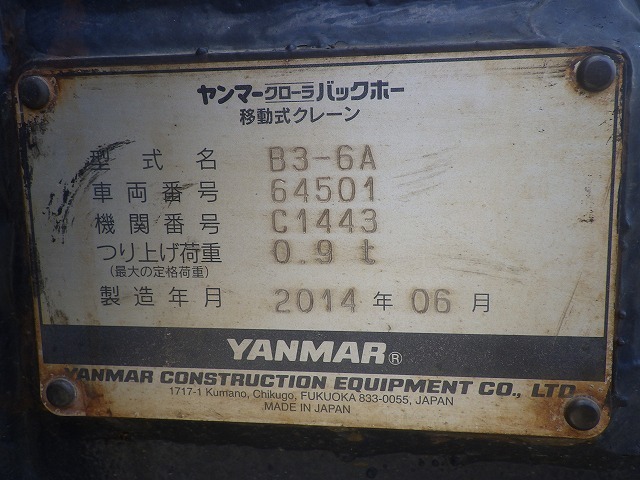 ヤンマークローラバックホー
移動式クレーン
型式名 B3-6A
車両番号 64501
機関番号 C1443
つり上げ荷重 0.9 t
(最大の定格荷重)
製造年月 2014 年 06 月
YANMAR®
YANMAR CONSTRUCTION EQUIPMENT CO., LTD.
1717-1 Kumano, Chikugo, FUKUOKA 833-0055, JAPAN
MADE IN JAPAN